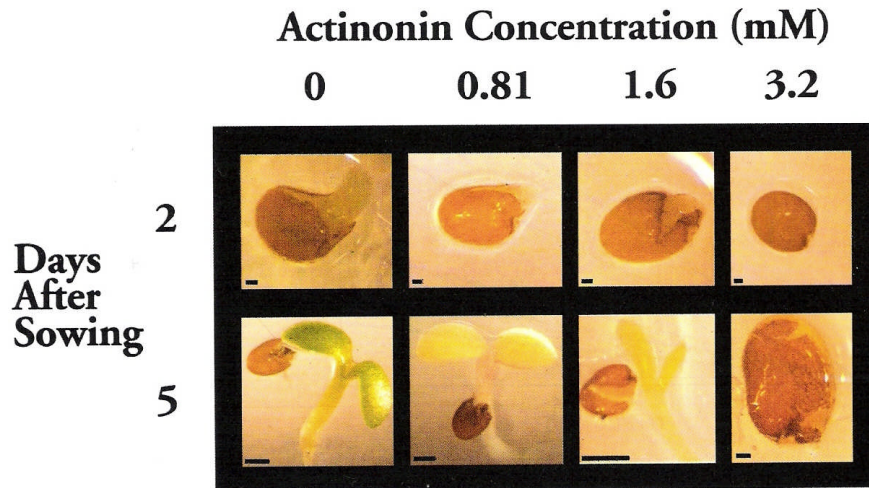 Actinonin Concentration (mM)
0 0.81 1.6 3.2
2
Days
After
Sowing
5